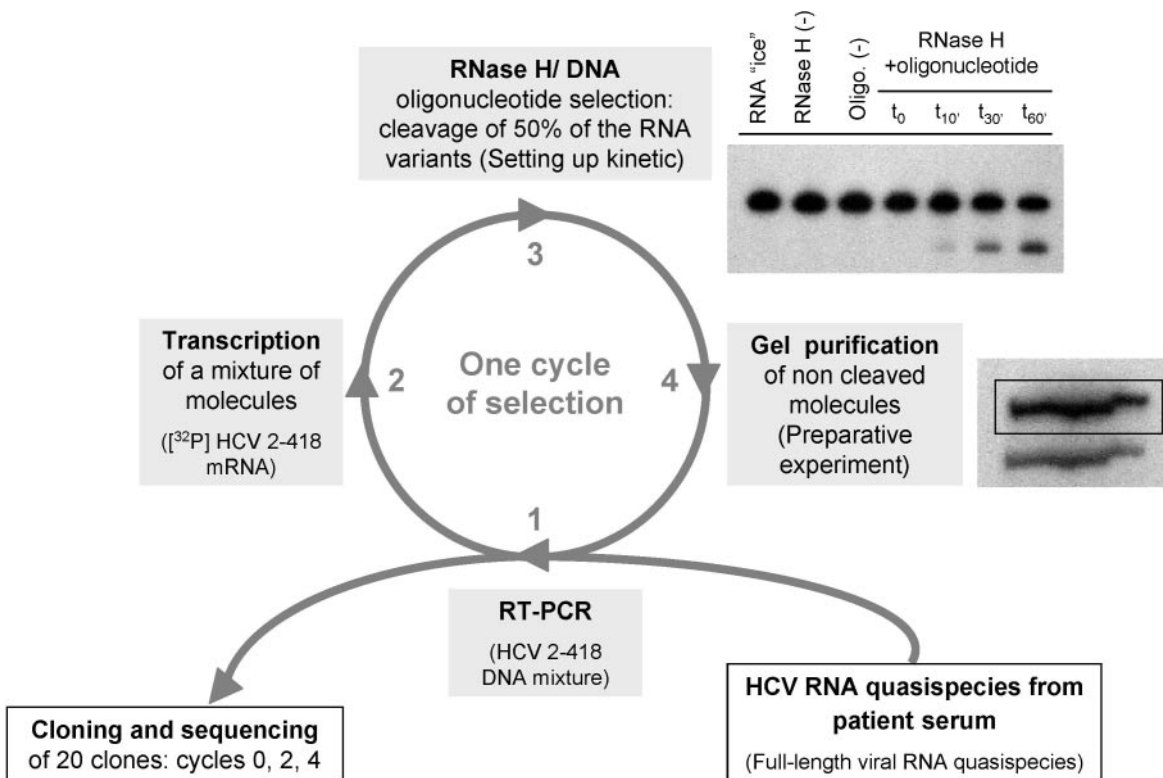 RNase H/ DNA
oligonucleotide selection:
cleavage of 50% of the RNA
variants (Setting up kinetic)
RNA "ice"
RNase H (-)
Oligo. (-)
RNase H
+oligonucleotide
t0 t10' t30' t60'
3
Transcription
of a mixture of
molecules
([32P] HCV 2-418
mRNA)
2
One cycle
of selection
4
Gel purification
of non cleaved
molecules
(Preparative
experiment)
1
RT-PCR
(HCV 2-418
DNA mixture)
Cloning and sequencing
of 20 clones: cycles 0, 2, 4
HCV RNA quasispecies from
patient serum
(Full-length viral RNA quasispecies)